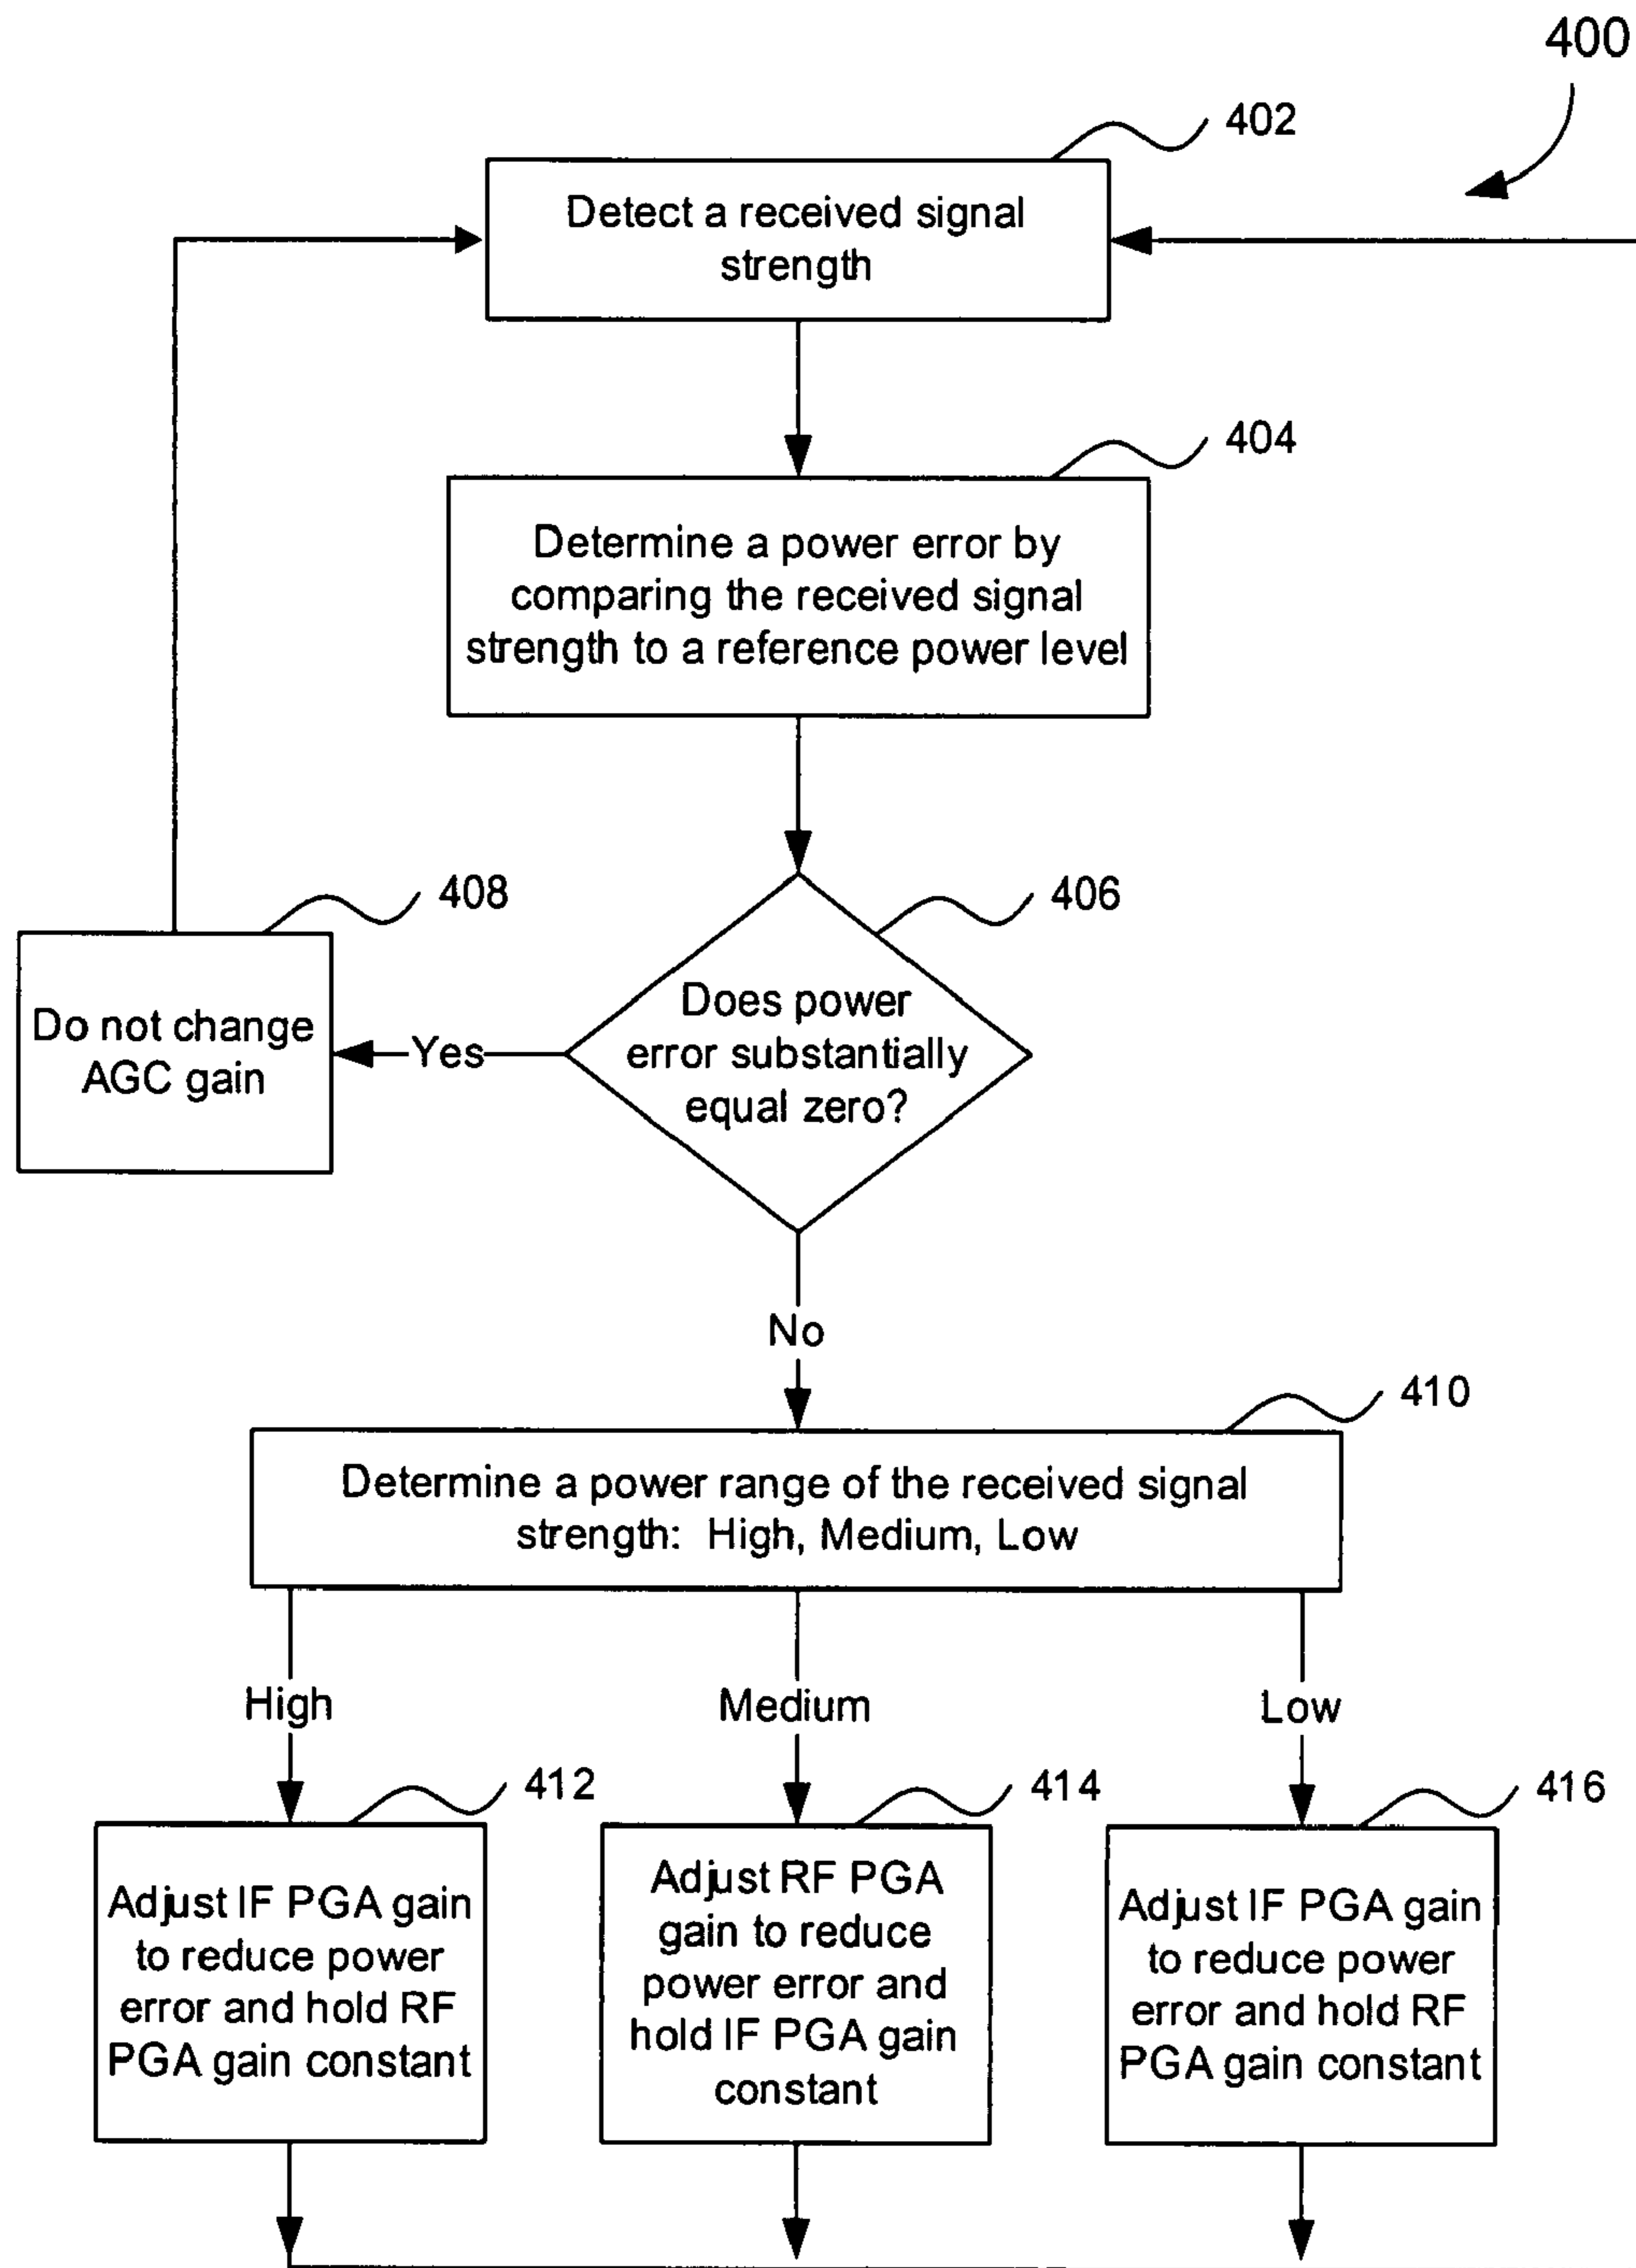 400
402
Detect a received signal
strength
404
Determine a power error by
comparing the received signal
strength to a reference power level
408
406
Do not change
AGC gain
Yes
Does power
error substantially
equal zero?
No
410
Determine a power range of the received signal
strength: High, Medium, Low
High
Medium
Low
412
414
416
Adjust IF PGA gain
to reduce power
error and hold RF
PGA gain constant
Adjust RF PGA
gain to reduce
power error and
hold IF PGA gain
constant
Adjust IF PGA gain
to reduce power
error and hold RF
PGA gain constant